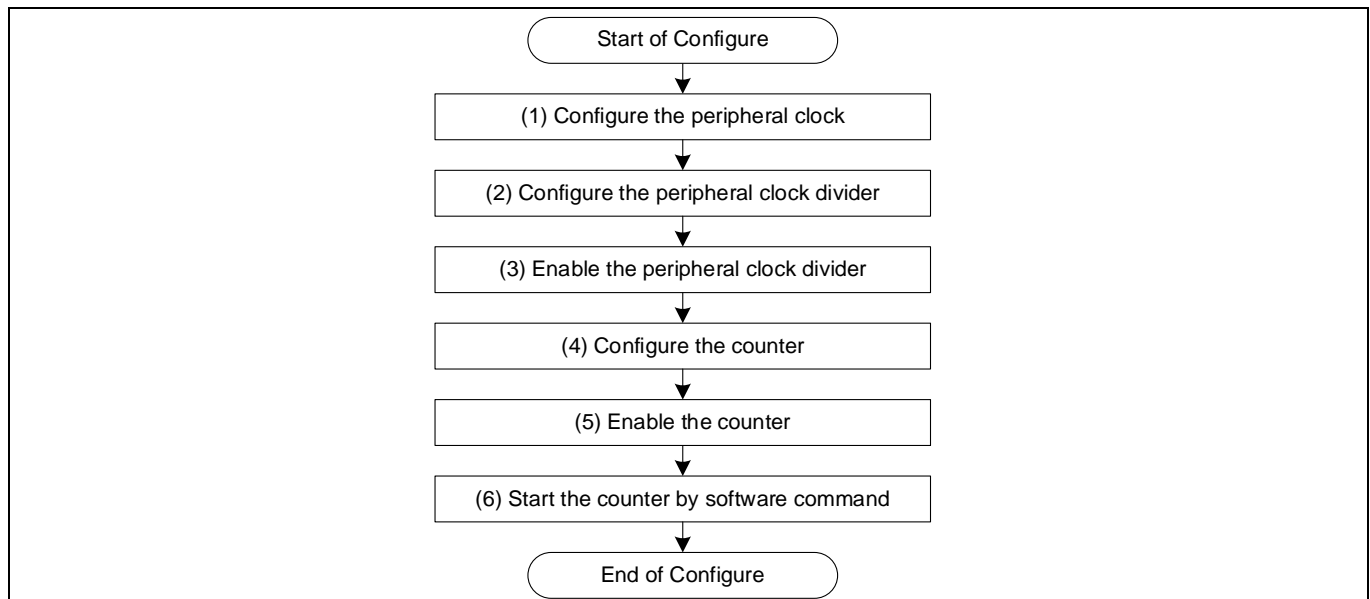 Start of Configure
(1) Configure the peripheral clock
(2) Configure the peripheral clock divider
(3) Enable the peripheral clock divider
(4) Configure the counter
(5) Enable the counter
(6) Start the counter by software command
End of Configure